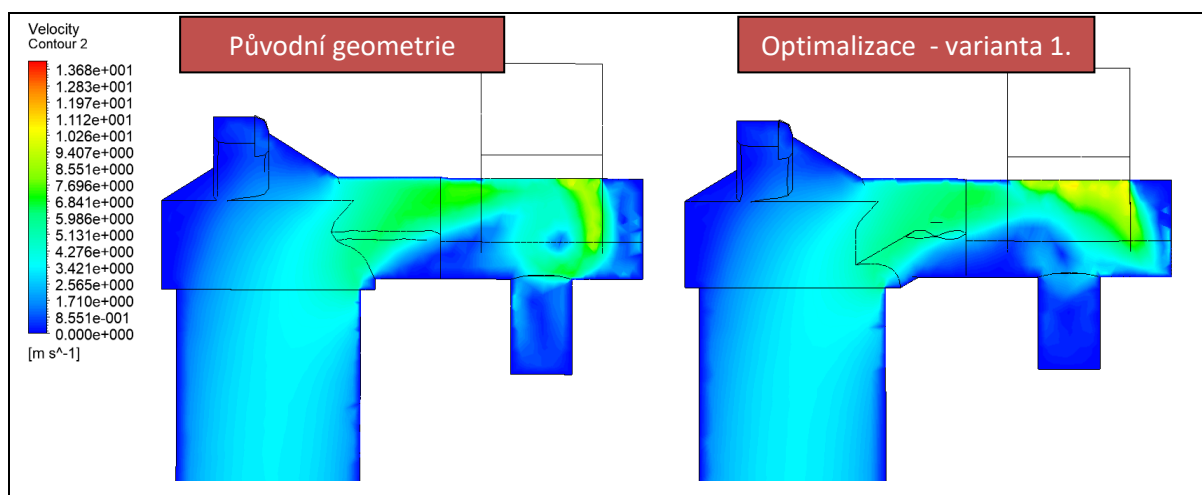 Velocity
Contour 2
1.368e+001
1.283e+001
1.197e+001
1.112e+001
1.026e+001
9.407e+000
8.551e+000
7.696e+000
6.841e+000
5.986e+000
5.131e+000
4.276e+000
3.421e+000
2.565e+000
1.710e+000
8.551e-001
0.000e+000
[m s^-1]
Původní geometrie
Optimalizace - varianta 1.